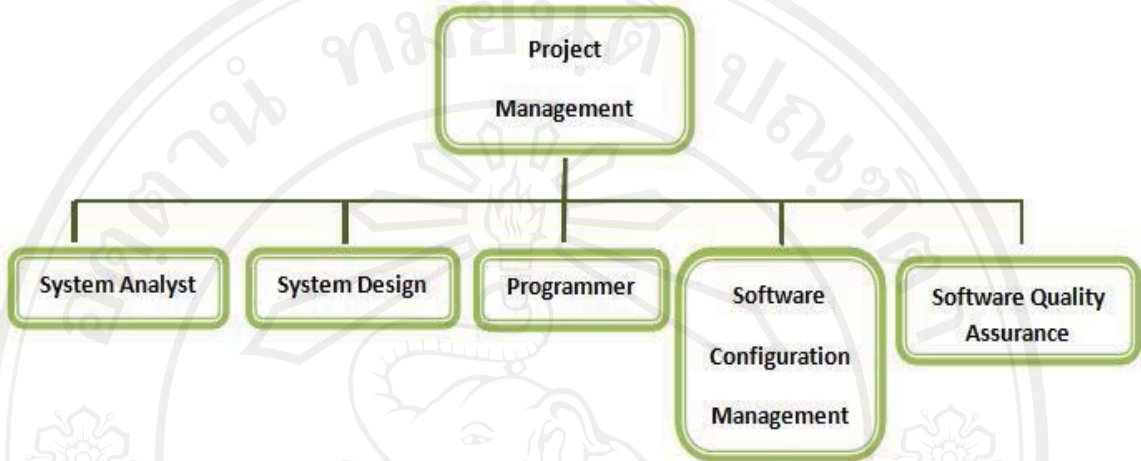 Project
Management
System Analyst
System Design
Programmer
Software
Configuration
Management
Software Quality
Assurance